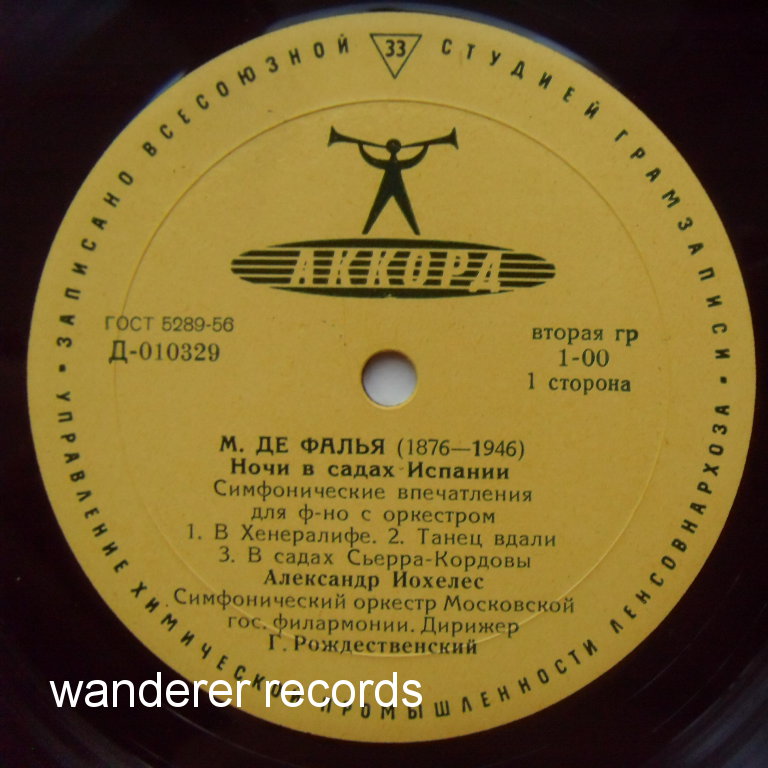 ЗАПИСАНО ВСЕСОЮЗНОЙ 33 СТУДИЕЙ ГРАМЗАПИСИ
АККОРД
ГОСТ 5289-56
Д-010329
вторая гр
1-00
1 сторона
М. ДЕ ФАЛЬЯ (1876—1946)
Ночи в садах Испании
Симфонические впечатления
для ф-но с оркестром
1. В Хенералифе. 2. Танец вдали
3. В садах Сьерра-Кордовы
Александр Иохелес
Симфонический оркестр Московской
гос. филармонии. Дирижер
Г. Рождественский
УПРАВЛЕНИЕ ХИМИЧЕСКОЙ ПРОМЫШЛЕННОСТИ ЛЕНСОВНАРХОЗА
wanderer records